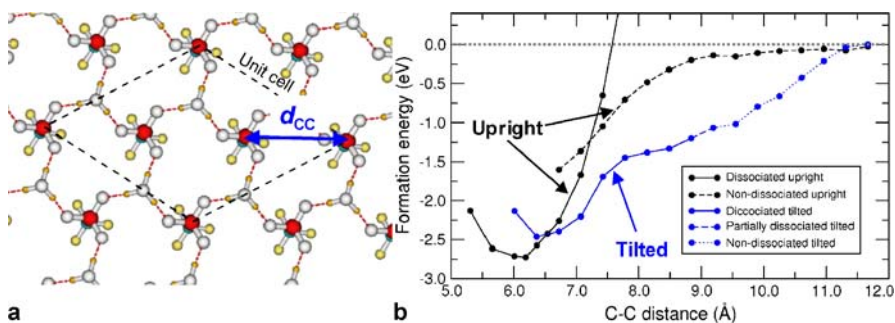 Unit cell
dCC
a
Formation energy (eV)
0.0
-0.5
-1.0
-1.5
-2.0
-2.5
-3.0
Upright
Tilted
Dissociated upright
Non-dissociated upright
Diccociated tilted
Partially dissociated tilted
Non-dissociated tilted
5.0 6.0 7.0 8.0 9.0 10.0 11.0 12.0
b
C-C distance (Å)